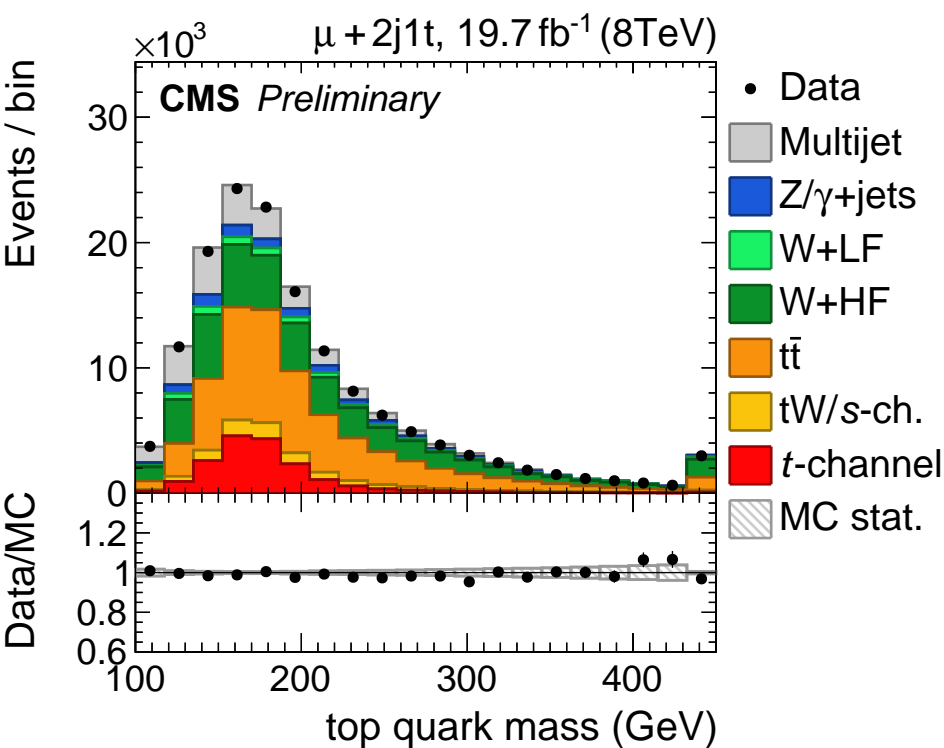 ×10³
μ + 2j1t, 19.7 fb⁻¹ (8TeV)
CMS Preliminary
Events / bin
30
20
10
0
Data
Multijet
Z/γ+jets
W+LF
W+HF
tt̄
tW/s-ch.
t-channel
MC stat.
Data/MC
1.2
1
0.8
0.6
100
200
300
400
top quark mass (GeV)